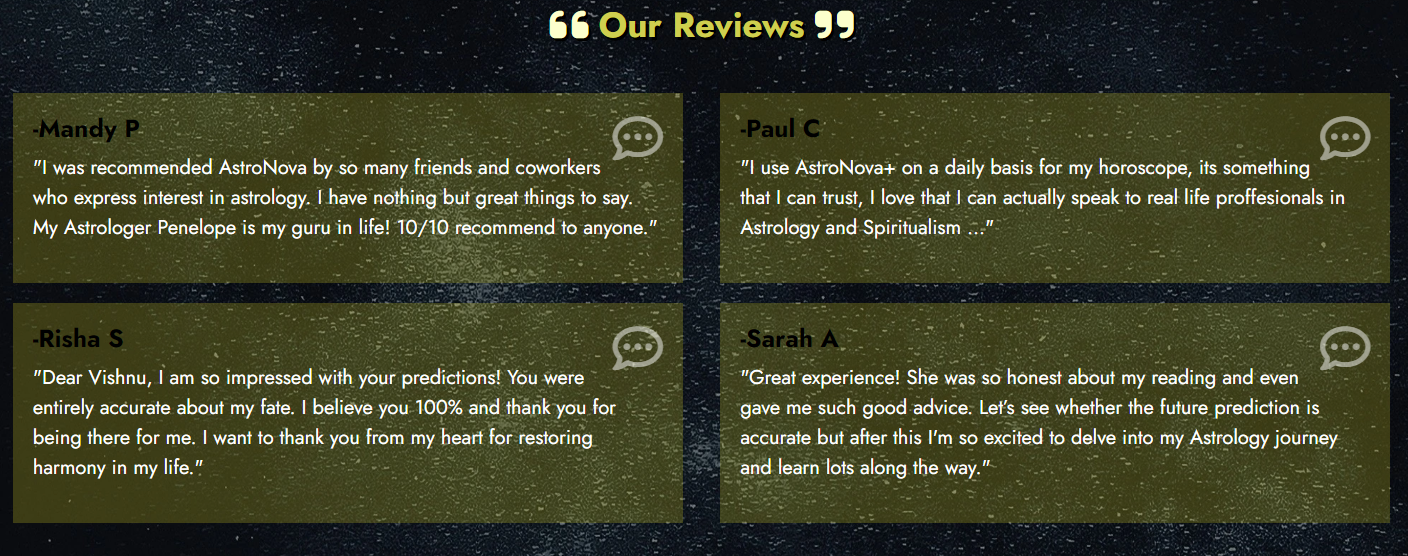 ❝ Our Reviews ❞
-Mandy P
"I was recommended AstroNova by so many friends and coworkers
who express interest in astrology. I have nothing but great things to say.
My Astrologer Penelope is my guru in life! 10/10 recommend to anyone."
-Paul C
"I use AstroNova+ on a daily basis for my horoscope, its something
that I can trust, I love that I can actually speak to real life proffesionals in
Astrology and Spiritualism ..."
-Risha S
"Dear Vishnu, I am so impressed with your predictions! You were
entirely accurate about my fate. I believe you 100% and thank you for
being there for me. I want to thank you from my heart for restoring
harmony in my life."
-Sarah A
"Great experience! She was so honest about my reading and even
gave me such good advice. Let's see whether the future prediction is
accurate but after this I'm so excited to delve into my Astrology journey
and learn lots along the way."